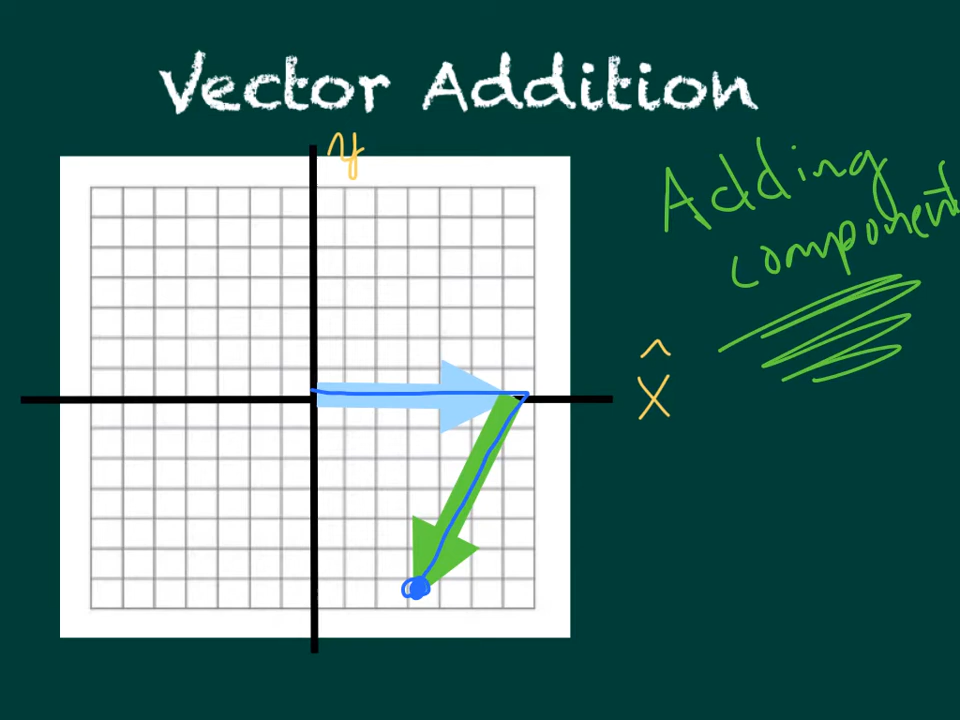 Vector Addition
y
Adding
component
x̂